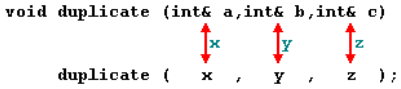 void duplicate (int& a,int& b,int& c)
x y z
duplicate ( x , y , z );